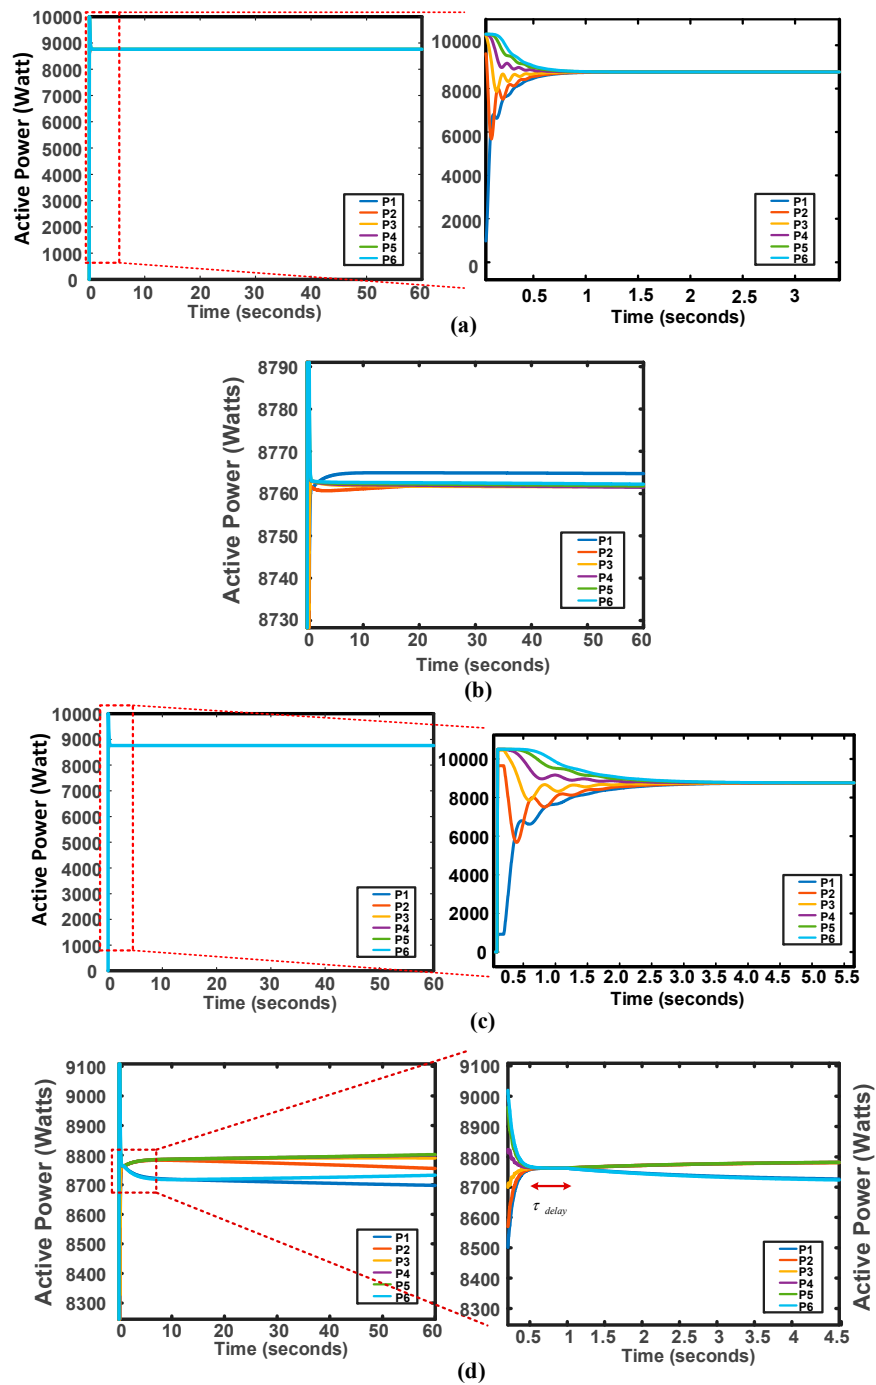 10000
9000
8000
7000
6000
5000
4000
3000
2000
1000
0
Active Power (Watt)
P1
P2
P3
P4
P5
P6
0 10 20 30 40 50 60
Time (seconds)
10000
8000
6000
4000
2000
0
P1
P2
P3
P4
P5
P6
0.5 1 2 2.5 3
Time (seconds)
(a)
8790
8780
8770
8760
8750
8740
8730
Active Power (Watts)
P1
P2
P3
P4
P5
P6
0 10 20 30 40 50 60
Time (seconds)
(b)
10000
9000
8000
7000
6000
5000
4000
3000
2000
1000
0
Active Power (Watt)
P1
P2
P3
P4
P5
P6
0 10 20 30 40 50 60
Time (seconds)
10000
8000
6000
4000
2000
0
P1
P2
P3
P4
P5
P6
0.5 1.0 1.5 2.0 2.5 3.0 3.5 4.0 4.5 5.0 5.5
Time (seconds)
(c)
9100
9000
8900
8800
8700
8600
8500
8400
8300
Active Power (Watts)
P1
P2
P3
P4
P5
P6
0 10 20 30 40 50 60
Time (seconds)
9100
9000
8900
8800
8700
8600
8500
8400
8300
τ delay
P1
P2
P3
P4
P5
P6
0.5 1 1.5 2 2.5 3 3.5 4 4.5
Time (seconds)
Active Power (Watts)
(d)